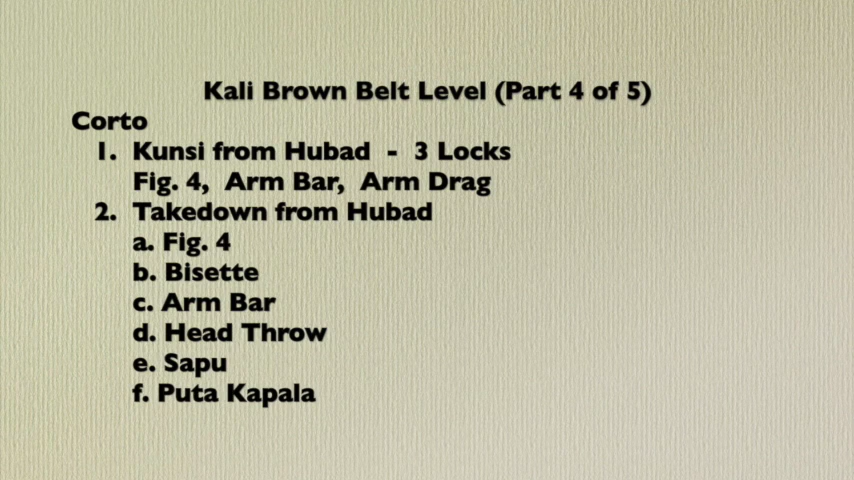 Kali Brown Belt Level (Part 4 of 5)
Corto
1. Kunsi from Hubad - 3 Locks
Fig. 4, Arm Bar, Arm Drag
2. Takedown from Hubad
a. Fig. 4
b. Bisette
c. Arm Bar
d. Head Throw
e. Sapu
f. Puta Kapala